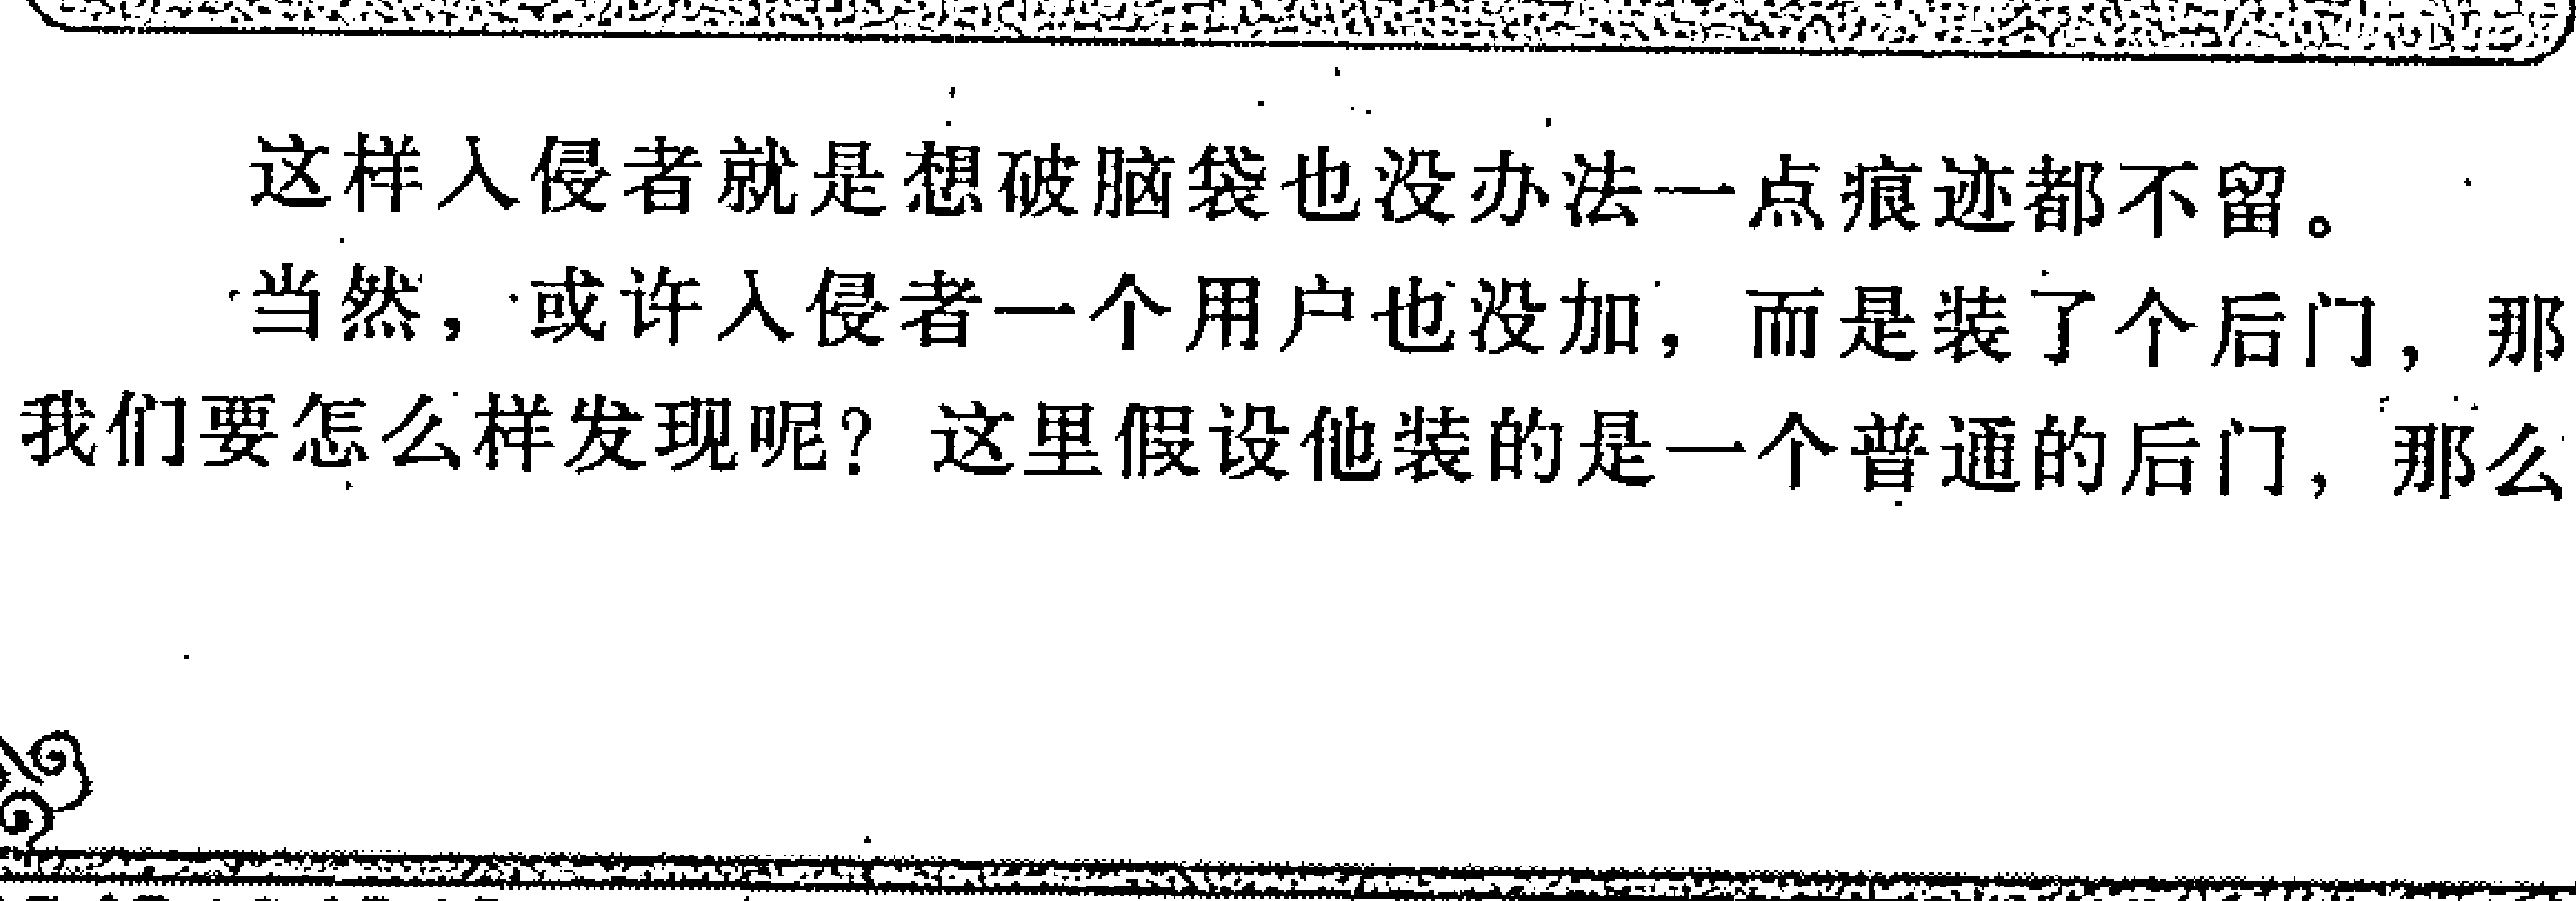 这样入侵者就是想破脑袋也没办法一点痕迹都不留。
当然，或许入侵者一个用户也没加，而是装了个后门，那
我们要怎么样发现呢？这里假设他装的是一个普通的后门，那么